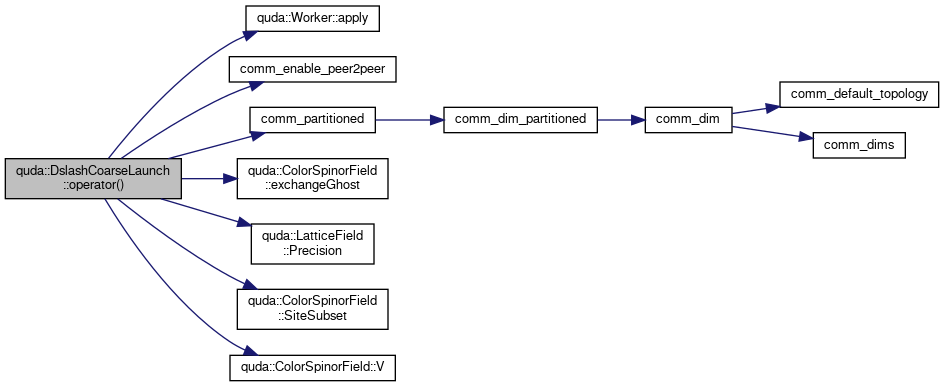 quda::Worker::apply
comm_enable_peer2peer
comm_partitioned
comm_dim_partitioned
comm_dim
comm_default_topology
comm_dims
quda::DslashCoarseLaunch
::operator()
quda::ColorSpinorField
::exchangeGhost
quda::LatticeField
::Precision
quda::ColorSpinorField
::SiteSubset
quda::ColorSpinorField::V